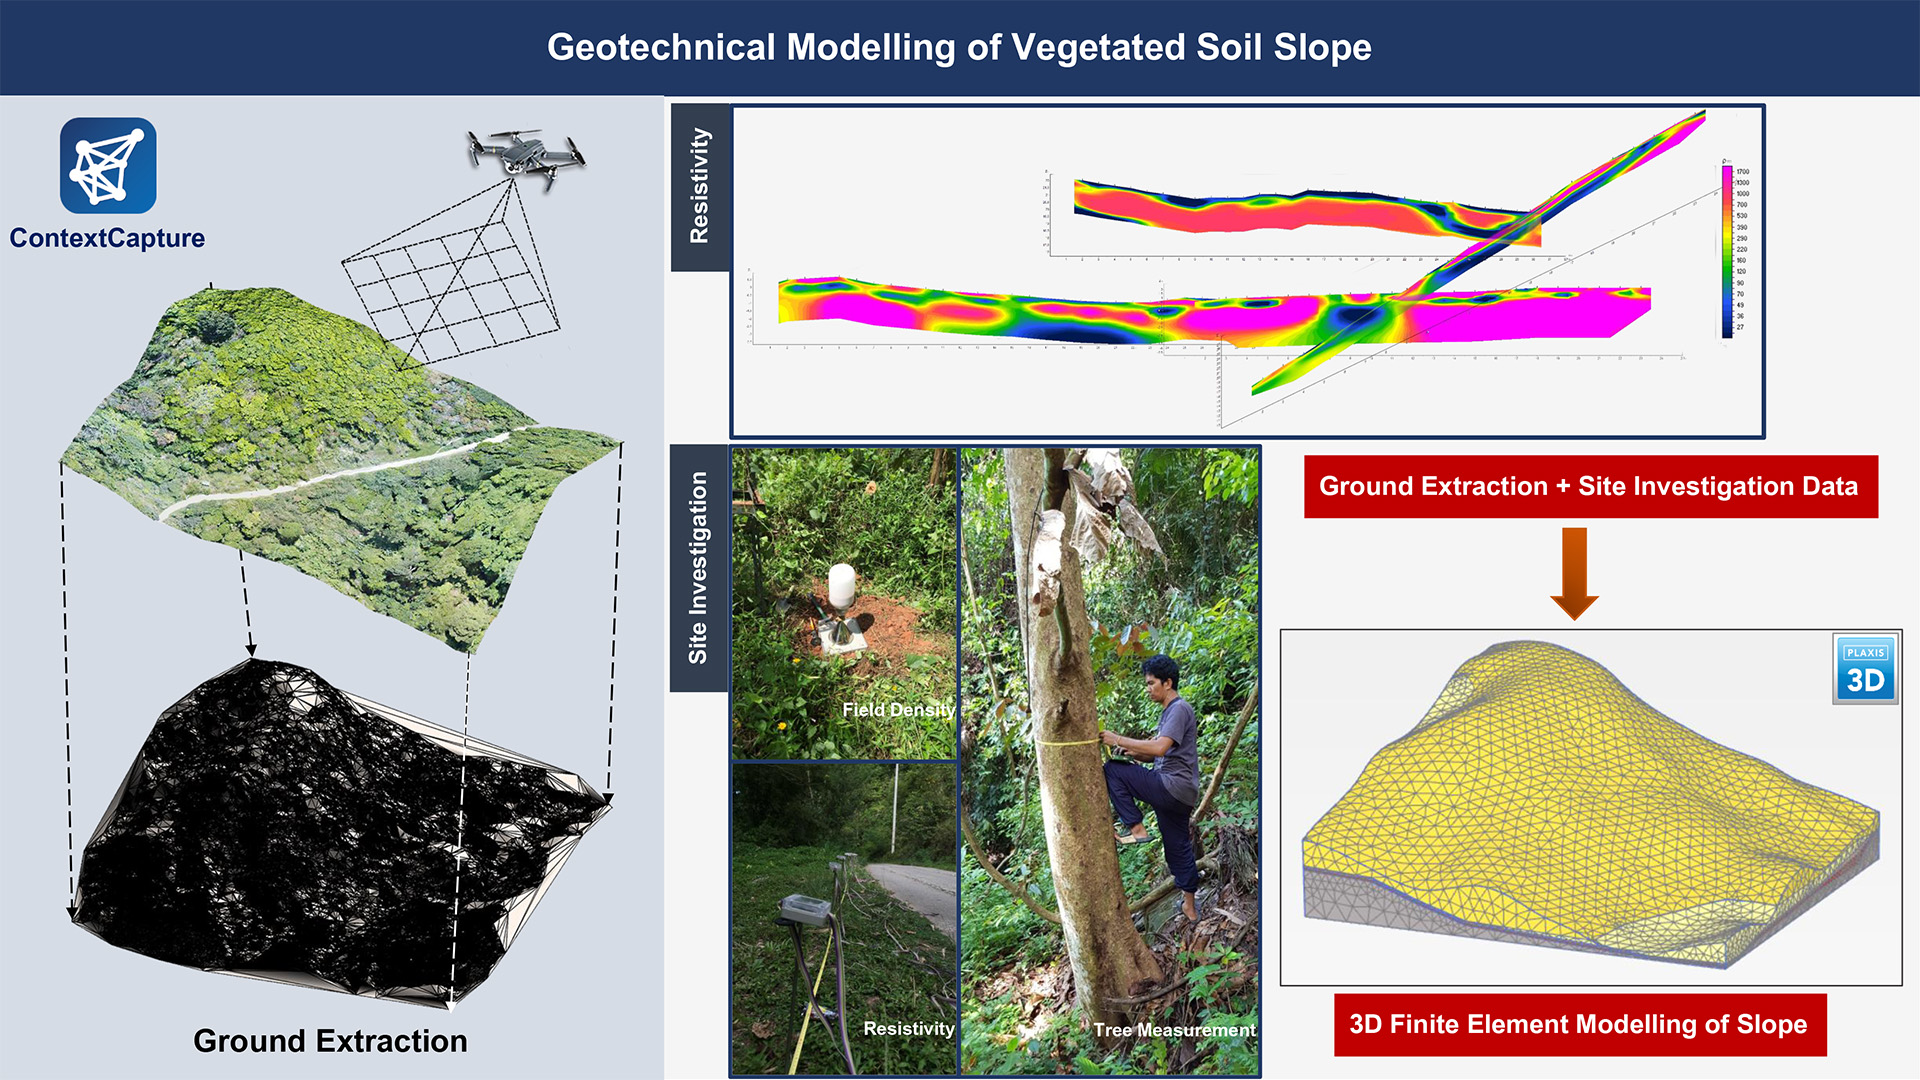 Geotechnical Modelling of Vegetated Soil Slope
ContextCapture
Ground Extraction
Resistivity
1700
1300
700
530
390
290
220
160
120
90
70
49
36
27
Site Investigation
Field Density
Resistivity
Tree Measurement
Ground Extraction + Site Investigation Data
PLAXIS
3D
3D Finite Element Modelling of Slope